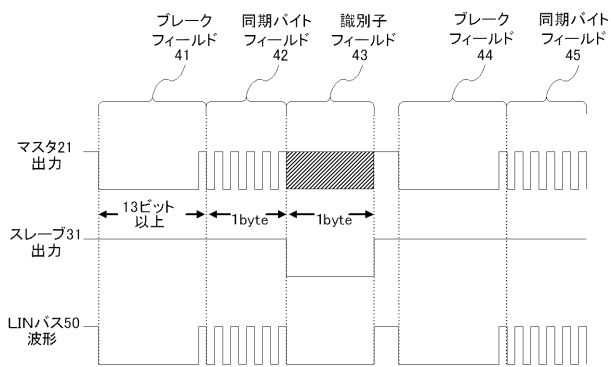 ブレーク
フィールド
41
同期バイト
フィールド
42
識別子
フィールド
43
ブレーク
フィールド
44
同期バイト
フィールド
45
マスタ21
出力
13ビット
以上
1byte
1byte
スレーブ31
出力
LINバス50
波形